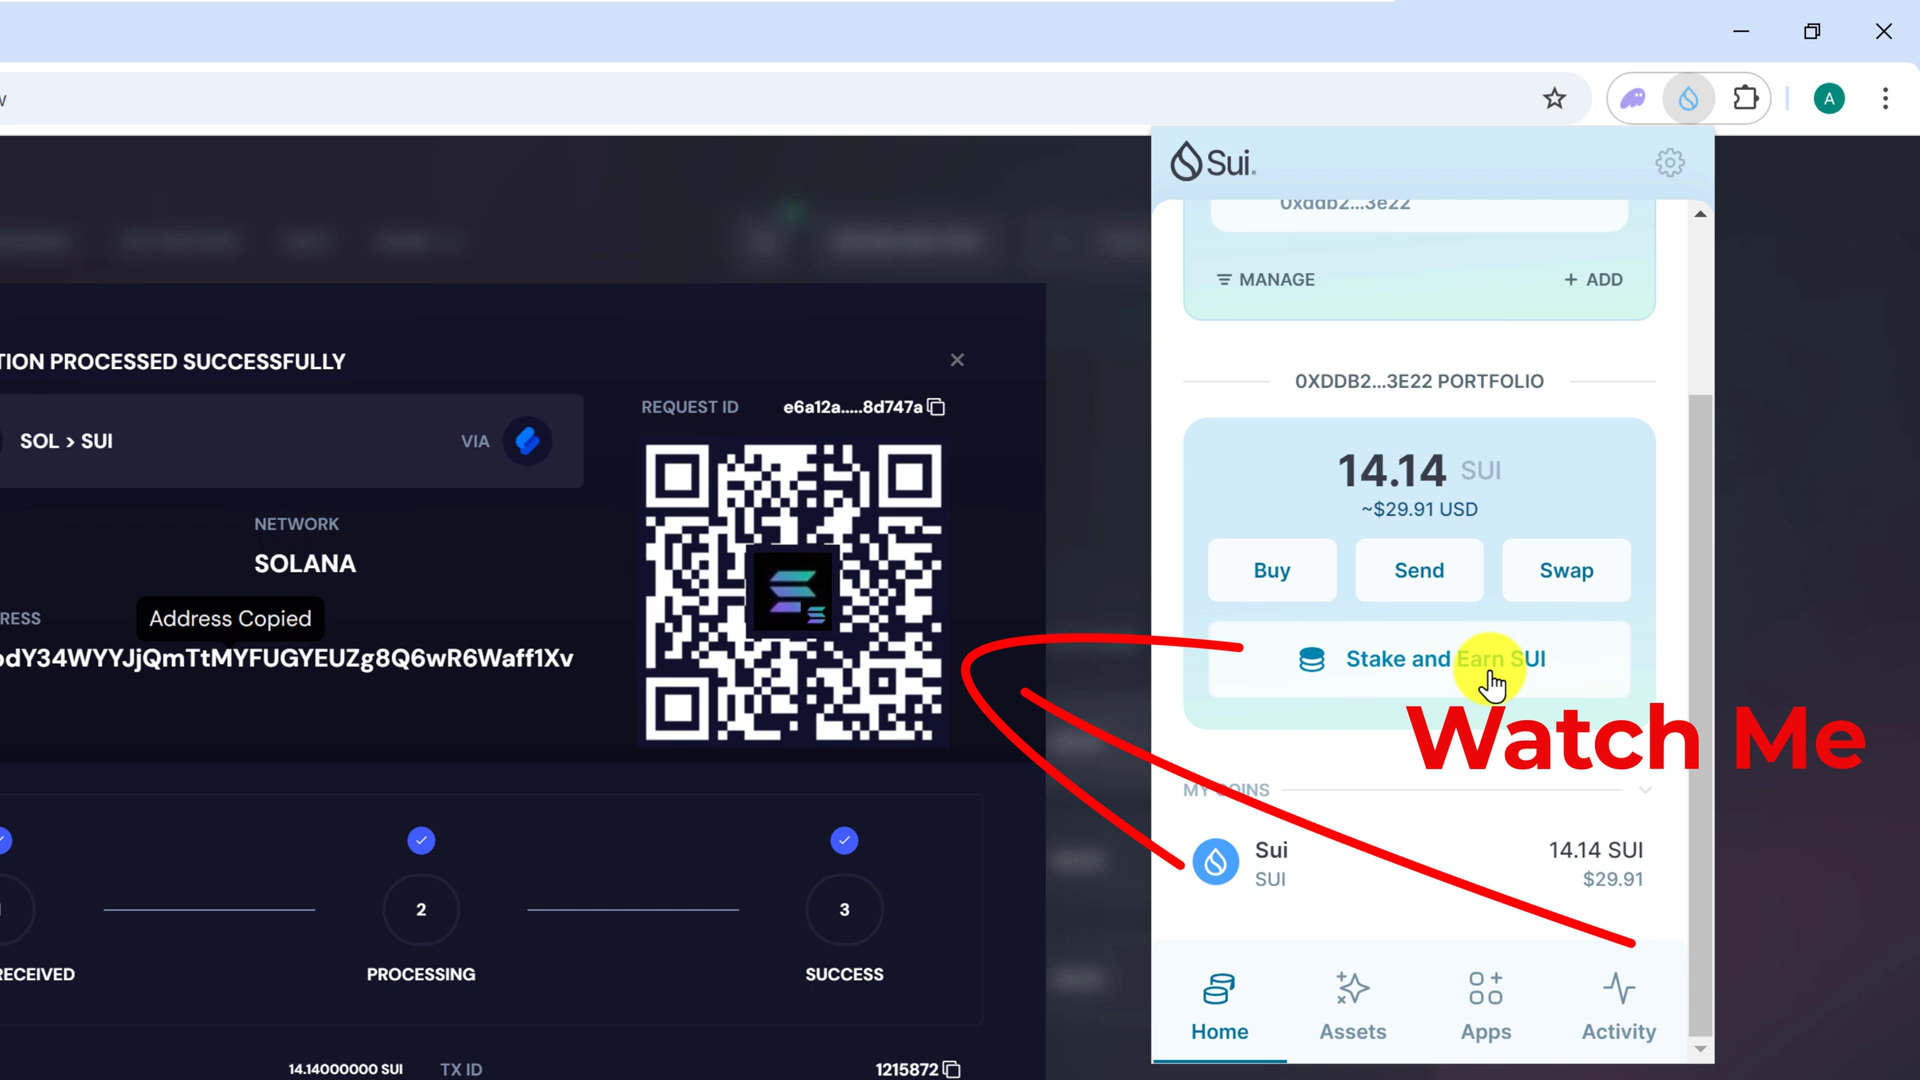 A
Sui.
0xddb2...3e22
MANAGE
+ ADD
TION PROCESSED SUCCESSFULLY
REQUEST ID
e6a12a.....8d747a
SOL > SUI
VIA
NETWORK
SOLANA
RESS
Address Copied
dY34WYYJjQmTtMYFUGYEUZg8Q6wR6Waff1Xv
0XDDB2...3E22 PORTFOLIO
14.14 SUI
~$29.91 USD
Buy
Send
Swap
Stake and Earn SUI
Watch Me
MY COINS
Sui
SUI
14.14 SUI
$29.91
2
3
RECEIVED
PROCESSING
SUCCESS
14.14000000 SUI
TX ID
1215872
Home
Assets
Apps
Activity